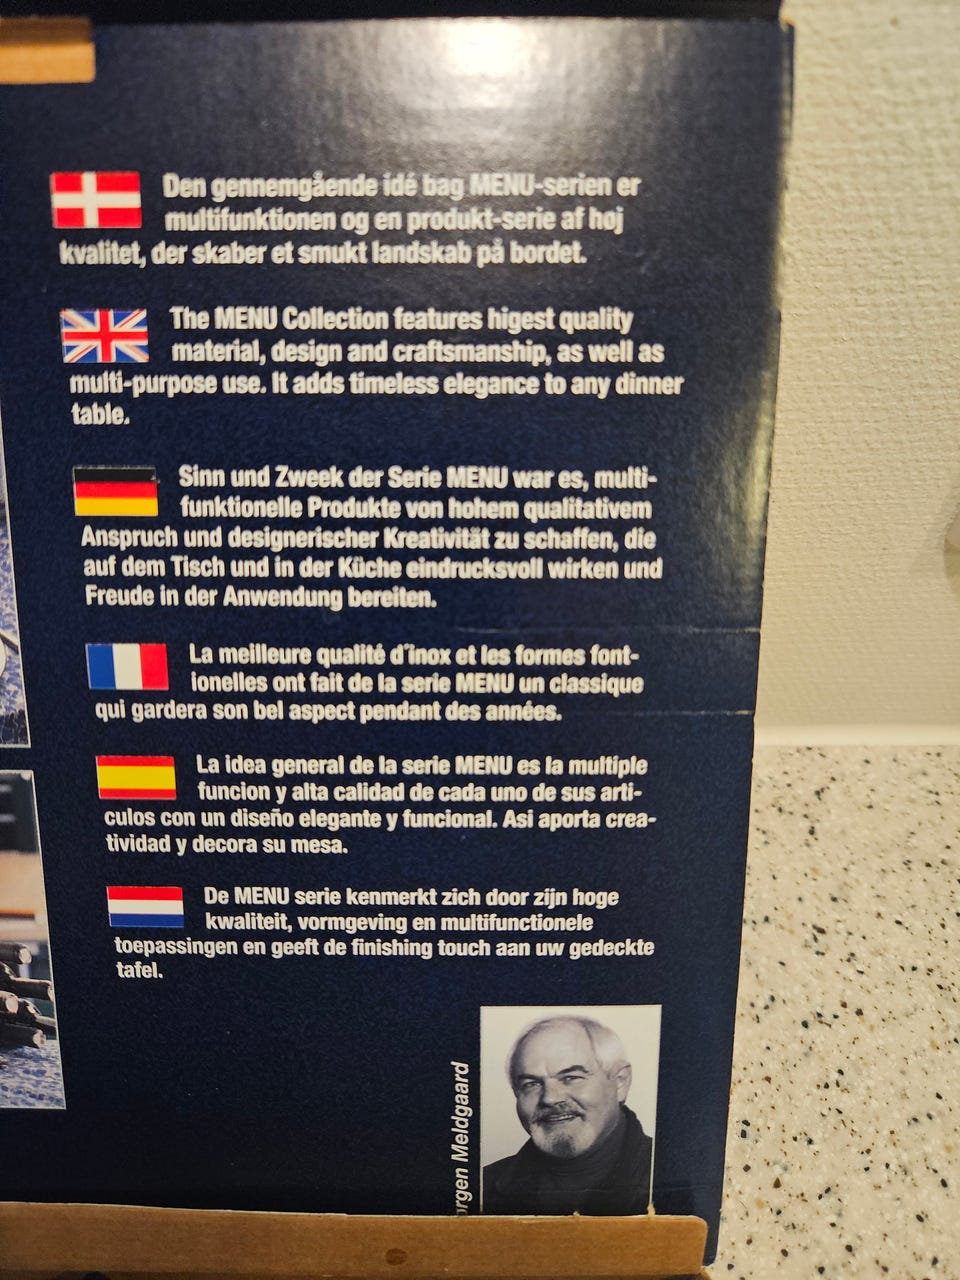 Den gennemgående idé bag MENU-serien er
multifunktionen og en produkt-serie af høj
kvalitet, der skaber et smukt landskab på bordet.
The MENU Collection features higest quality
material, design and craftsmanship, as well as
multi-purpose use. It adds timeless elegance to any dinner
table.
Sinn und Zweek der Serie MENU war es, multi-
funktionelle Produkte von hohem qualitativem
Anspruch und designerischer Kreativität zu schaffen, die
auf dem Tisch und in der Küche eindrucksvoll wirken und
Freude in der Anwendung bereiten.
La meilleure qualité d'inox et les formes font-
ionelles ont fait de la serie MENU un classique
qui gardera son bel aspect pendant des années.
La idea general de la serie MENU es la multiple
funcion y alta calidad de cada uno de sus arti-
culos con un diseño elegante y funcional. Asi aporta crea-
tividad y decora su mesa.
De MENU serie kenmerkt zich door zijn hoge
kwaliteit, vormgeving en multifunctionele
toepassingen en geeft de finishing touch aan uw gedeckte
tafel.
ørgen Meldgaard